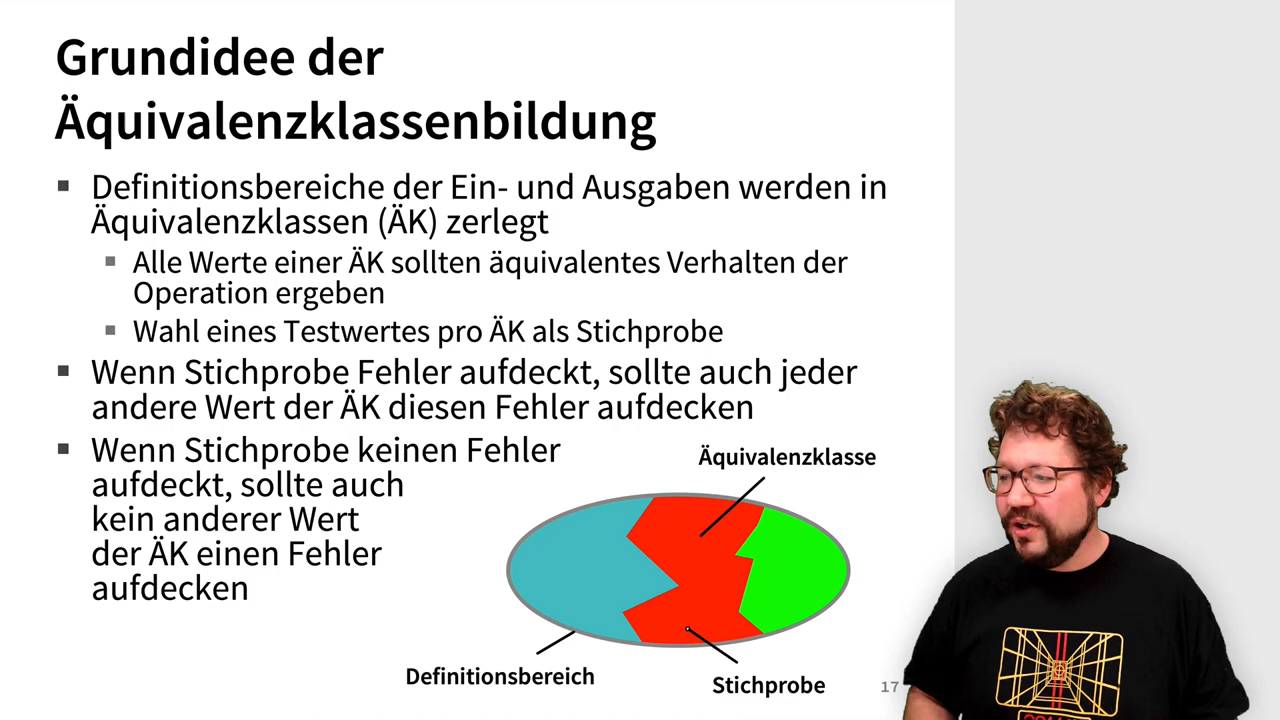 Grundidee der
Äquivalenzklassenbildung
Definitionsbereiche der Ein- und Ausgaben werden in
Äquivalenzklassen (ÄK) zerlegt
Alle Werte einer ÄK sollten äquivalentes Verhalten der
Operation ergeben
Wahl eines Testwertes pro ÄK als Stichprobe
Wenn Stichprobe Fehler aufdeckt, sollte auch jeder
andere Wert der ÄK diesen Fehler aufdecken
Wenn Stichprobe keinen Fehler
aufdeckt, sollte auch
kein anderer Wert
der ÄK einen Fehler
aufdecken
Äquivalenzklasse
Definitionsbereich
Stichprobe
17